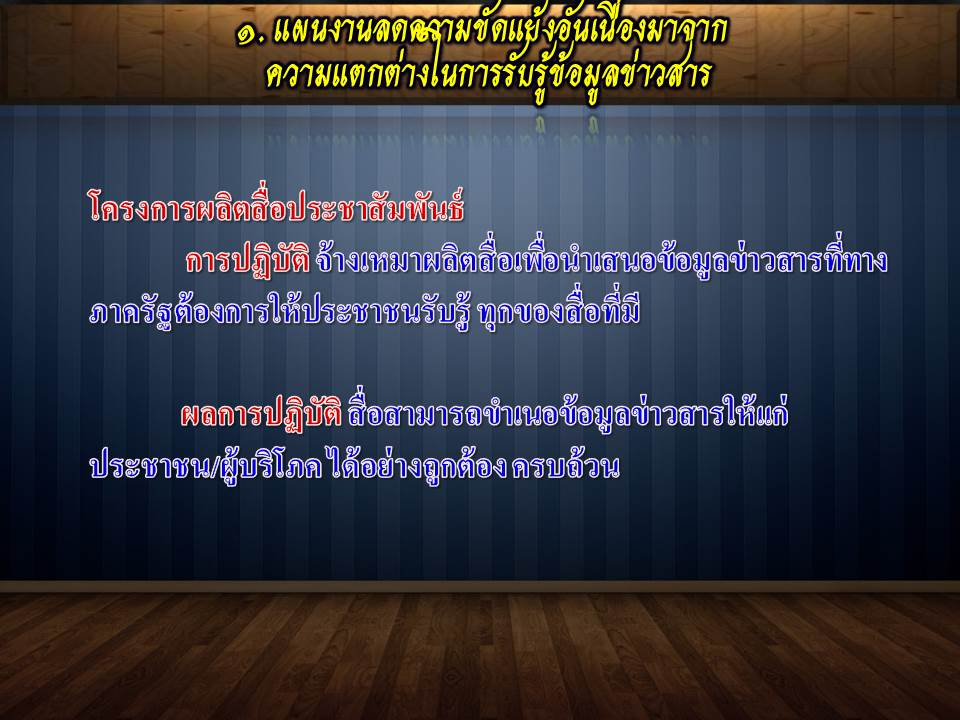 ๑. แผนงานลดความขัดแย้งอันเนื่องมาจาก
ความแตกต่างในการรับรู้ข้อมูลข่าวสาร
โครงการผลิตสื่อประชาสัมพันธ์
การปฏิบัติ จ้างเหมาผลิตสื่อเพื่อนำเสนอข้อมูลข่าวสารที่ทาง
ภาครัฐต้องการให้ประชาชนรับรู้ ทุกของสื่อที่มี
ผลการปฏิบัติ สื่อสามารถขำเนอข้อมูลข่าวสารให้แก่
ประชาชน/ผู้บริโภค ได้อย่างถูกต้อง ครบถ้วน